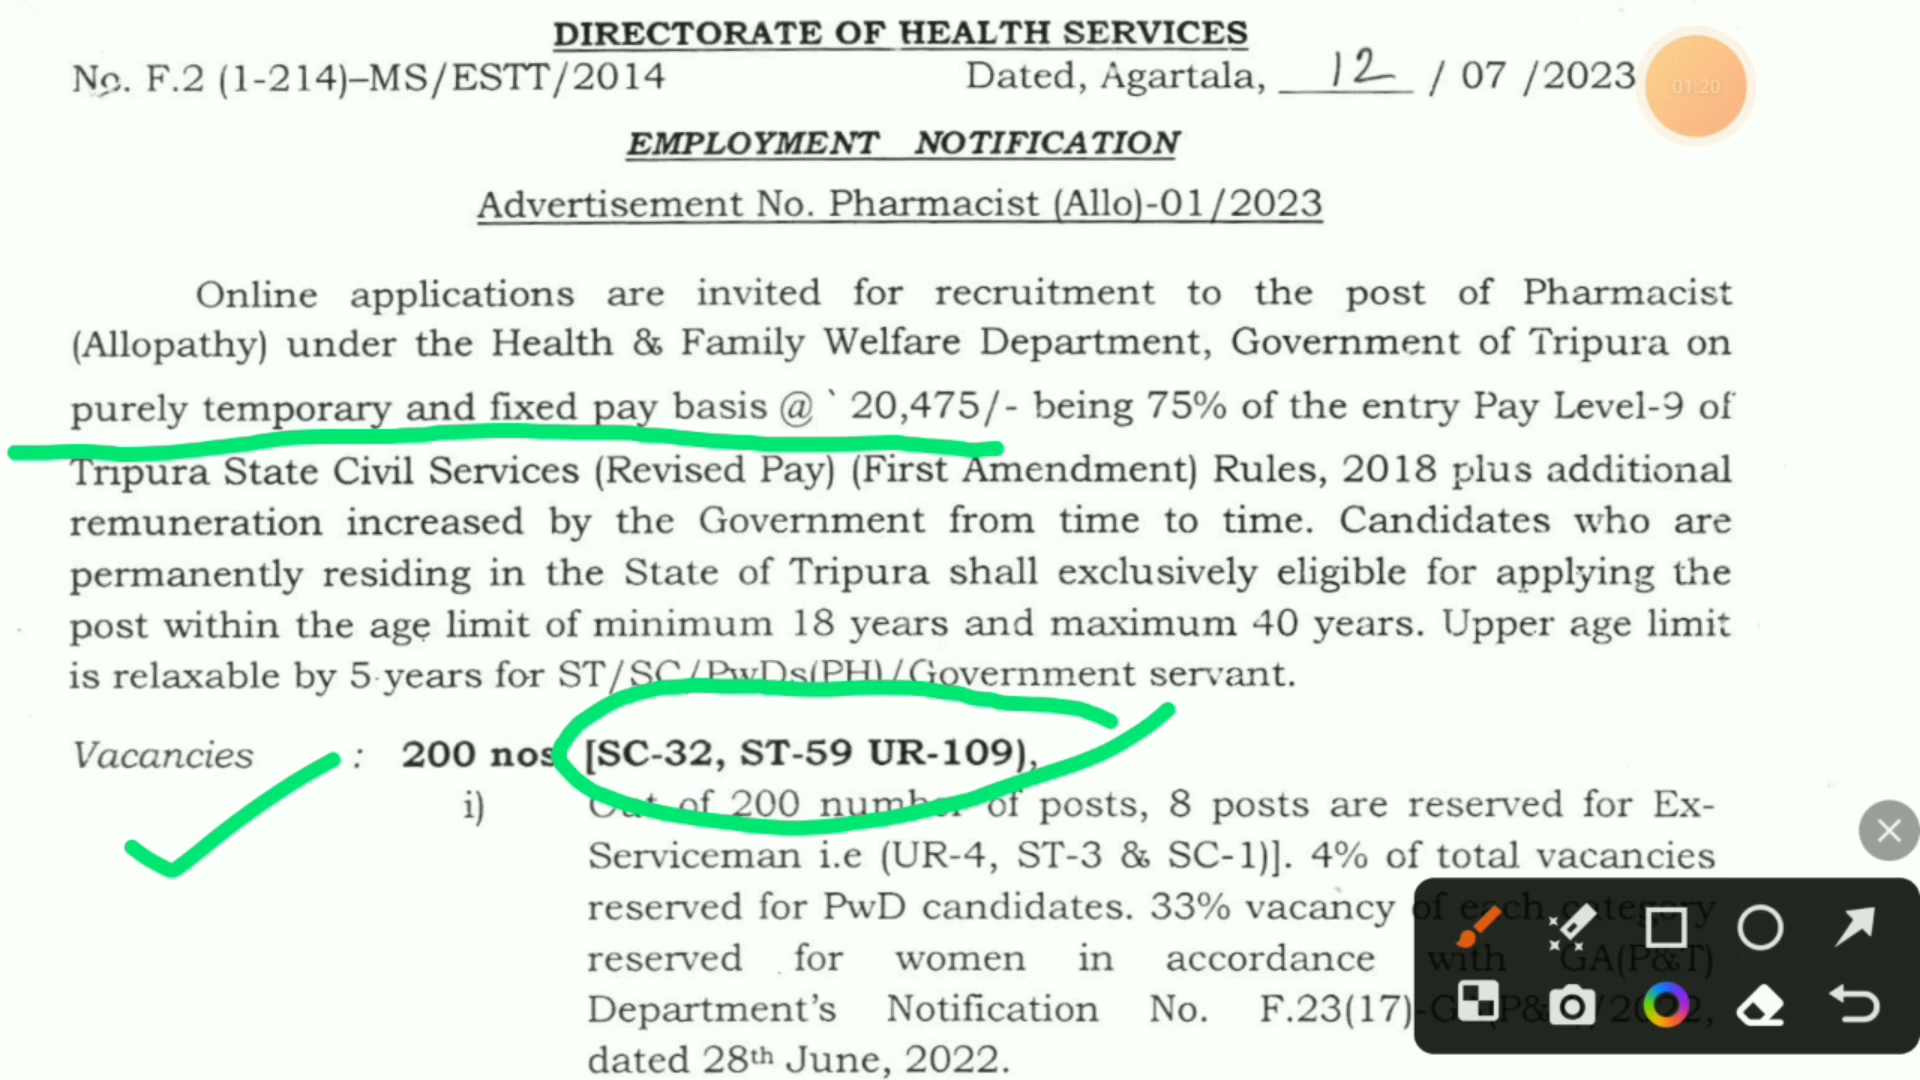 DIRECTORATE OF HEALTH SERVICES
No. F.2 (1-214)–MS/ESTT/2014 Dated, Agartala, 12 / 07 /2023
01:20
EMPLOYMENT NOTIFICATION
Advertisement No. Pharmacist (Allo)-01/2023
Online applications are invited for recruitment to the post of Pharmacist
(Allopathy) under the Health & Family Welfare Department, Government of Tripura on
purely temporary and fixed pay basis @ ` 20,475/- being 75% of the entry Pay Level-9 of
Tripura State Civil Services (Revised Pay) (First Amendment) Rules, 2018 plus additional
remuneration increased by the Government from time to time. Candidates who are
permanently residing in the State of Tripura shall exclusively eligible for applying the
post within the age limit of minimum 18 years and maximum 40 years. Upper age limit
is relaxable by 5 years for ST/SC/PwDs(PH)/Government servant.
Vacancies : 200 nos [SC-32, ST-59 UR-109),
i) Out of 200 number of posts, 8 posts are reserved for Ex-
Serviceman i.e (UR-4, ST-3 & SC-1)]. 4% of total vacancies
reserved for PwD candidates. 33% vacancy of each category
reserved for women in accordance with GA(P&T)
Department's Notification No. F.23(17)-
dated 28th June, 2022.